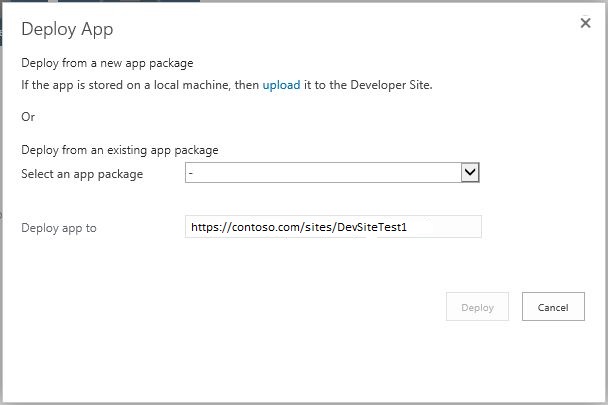 Deploy App
Deploy from a new app package
If the app is stored on a local machine, then upload it to the Developer Site.
Or
Deploy from an existing app package
Select an app package -
Deploy app to https://contoso.com/sites/DevSiteTest1
Deploy Cancel